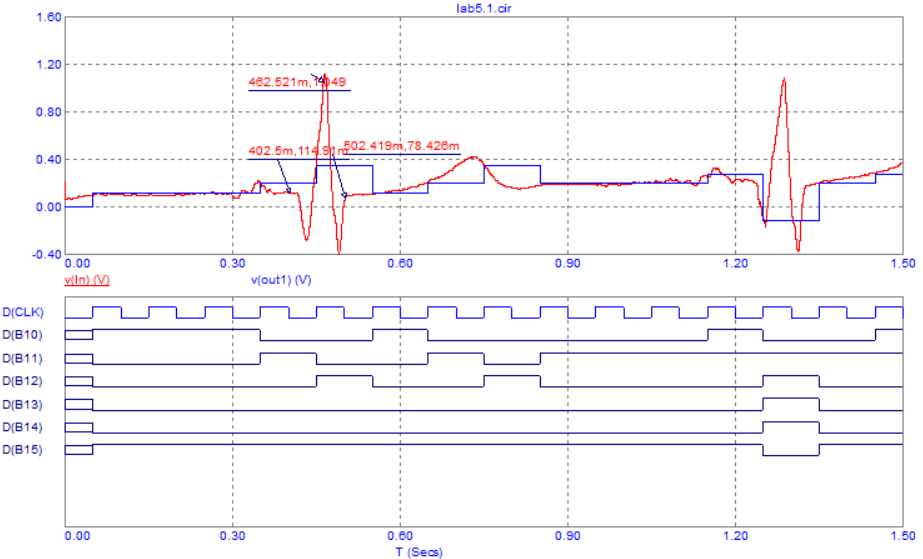 lab5.1.cir
1.60
1.20
0.80
0.40
0.00
-0.40
462.521m,1.049
402.5m,114.91m
502.419m,78.426m
0.00 0.30 0.60 0.90 1.20 1.50
v(In) (V) v(out1) (V)
D(CLK)
D(B10)
D(B11)
D(B12)
D(B13)
D(B14)
D(B15)
0.00 0.30 0.60 0.90 1.20 1.50
T (Secs)